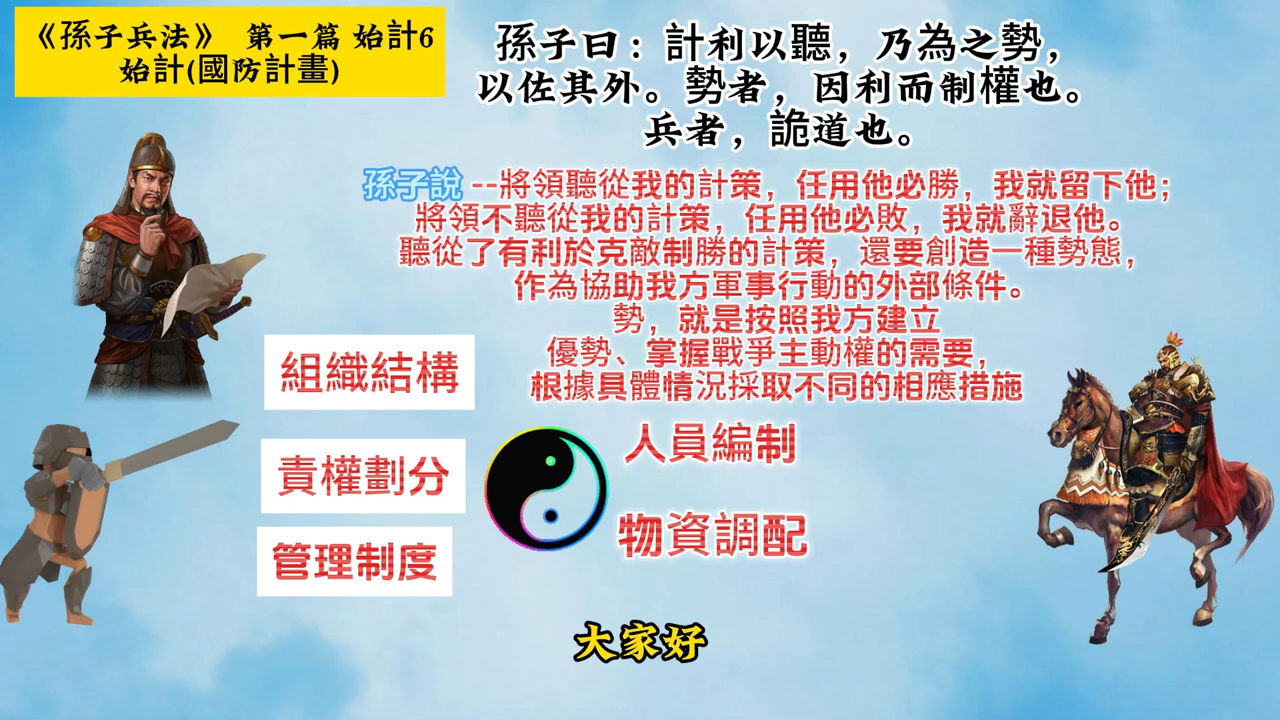 《孫子兵法》 第一篇 始計6
始計(國防計畫)
孫子曰：計利以聽，乃為之勢，
以佐其外。勢者，因利而制權也。
兵者，詭道也。
孫子說 --將領聽從我的計策，任用他必勝，我就留下他；
將領不聽從我的計策，任用他必敗，我就辭退他。
聽從了有利於克敵制勝的計策，還要創造一種勢態，
作為協助我方軍事行動的外部條件。
勢，就是按照我方建立
優勢、掌握戰爭主動權的需要，
根據具體情況採取不同的相應措施
組織結構
責權劃分
管理制度
人員編制
物資調配
大家好